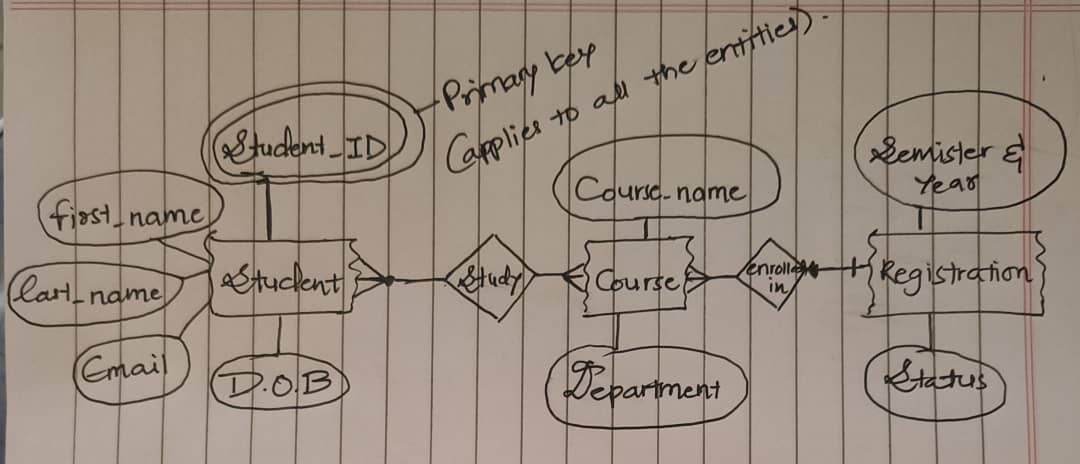 Primary key
(applies to all the entities).
Student_ID
Course_name
Semister &
Year
first_name
Student
Study
Course
enrolled
in
Registration
last_name
Email
D.O.B
Department
Status